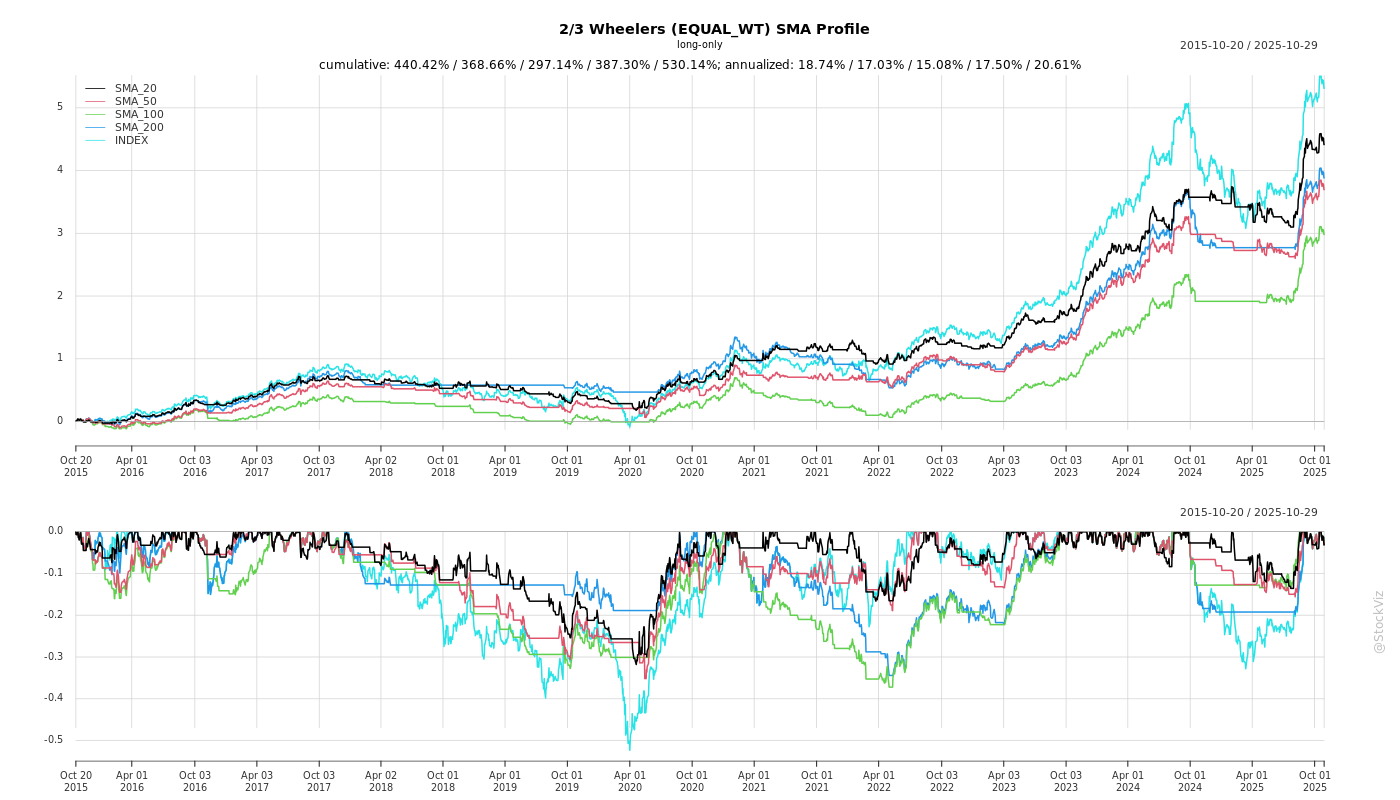 2/3 Wheelers (EQUAL_WT) SMA Profile
long-only
2015-10-20 / 2025-10-29
cumulative: 440.42% / 368.66% / 297.14% / 387.30% / 530.14%; annualized: 18.74% / 17.03% / 15.08% / 17.50% / 20.61%
SMA_20
SMA_50
SMA_100
SMA_200
INDEX
5
4
3
2
1
0
Oct 20 Apr 01 Oct 03 Apr 03 Oct 03 Apr 02 Oct 01 Apr 01 Oct 01 Apr 01 Oct 01 Apr 01 Oct 01 Apr 01 Oct 03 Apr 03 Oct 03 Apr 01 Oct 01 Apr 01 Oct 01
2015 2016 2016 2017 2017 2018 2018 2019 2019 2020 2020 2021 2021 2022 2022 2023 2023 2024 2024 2025 2025
2015-10-20 / 2025-10-29
0.0
-0.1
-0.2
-0.3
-0.4
-0.5
Oct 20 Apr 01 Oct 03 Apr 03 Oct 03 Apr 02 Oct 01 Apr 01 Oct 01 Apr 01 Oct 01 Apr 01 Oct 01 Apr 01 Oct 03 Apr 03 Oct 03 Apr 01 Oct 01 Apr 01 Oct 01
2015 2016 2016 2017 2017 2018 2018 2019 2019 2020 2020 2021 2021 2022 2022 2023 2023 2024 2024 2025 2025
@StockViz